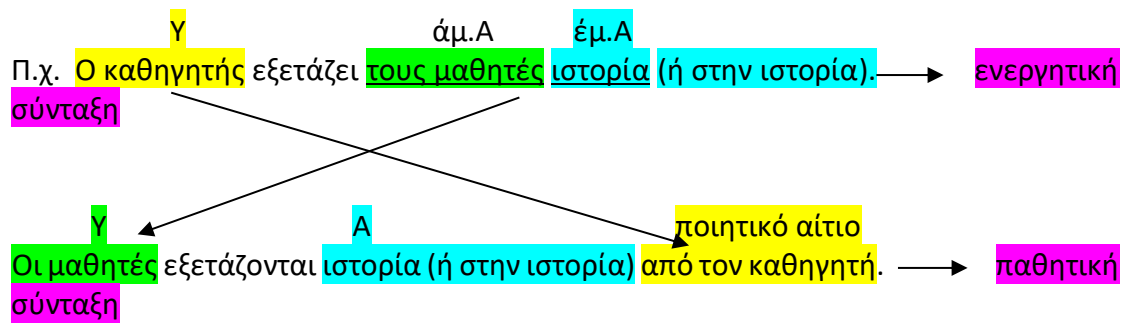 Υ άμ.Α έμ.Α
Π.χ. Ο καθηγητής εξετάζει τους μαθητές ιστορία (ή στην ιστορία). ενεργητική
σύνταξη
Υ Α ποιητικό αίτιο
Οι μαθητές εξετάζονται ιστορία (ή στην ιστορία) από τον καθηγητή. παθητική
σύνταξη